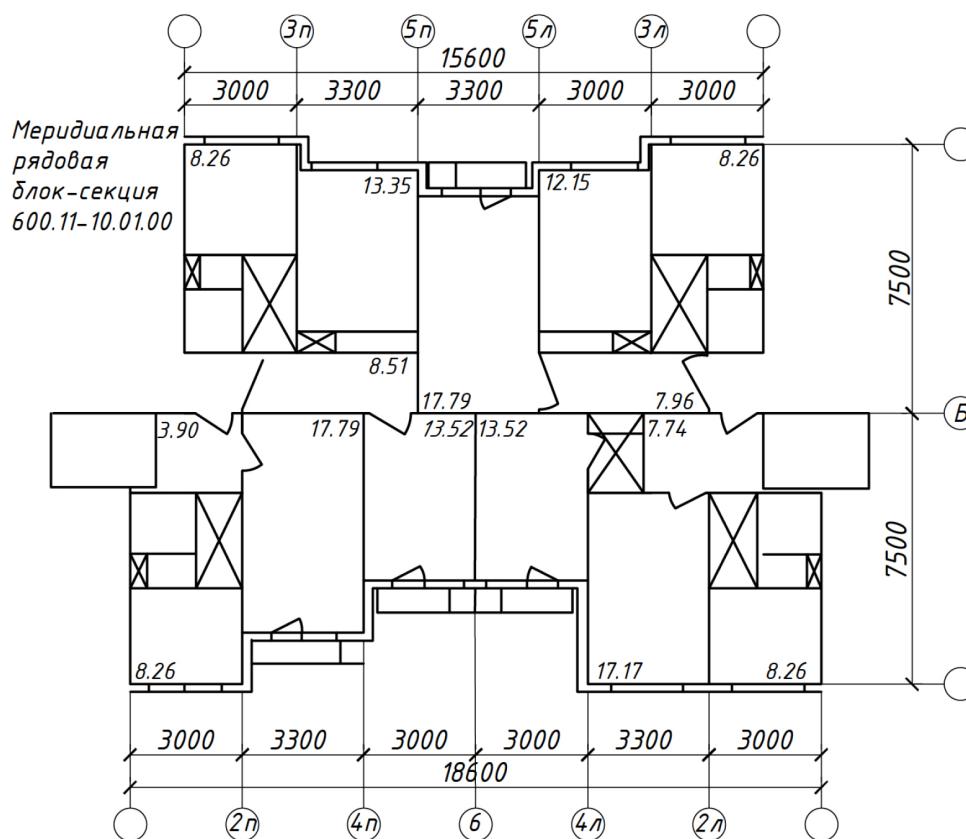 3п 5п 5л 3л
15600
3000 3300 3300 3000 3000
Меридиальная
рядовая
блок-секция
600.11-10.01.00
8.26 8.26
13.35 12.15
7500
8.51
17.79 7.96
Б
3.90 17.79 13.52 13.52 7.74
7500
8.26 17.17 8.26
3000 3300 3000 3000 3300 3000
18600
2п 4п 6 4л 2л